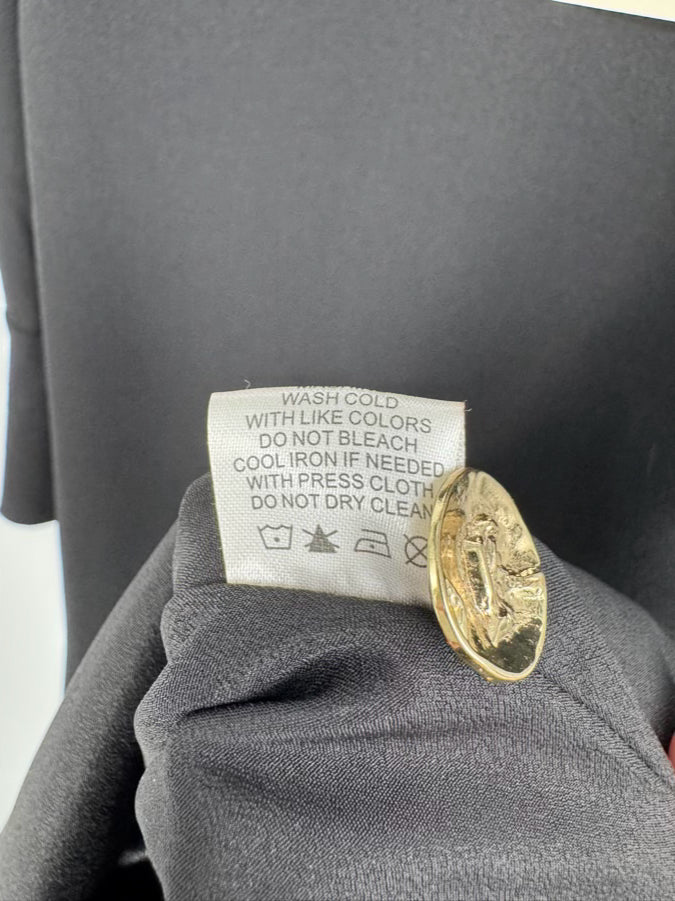 WASH COLD
WITH LIKE COLORS
DO NOT BLEACH
COOL IRON IF NEEDED
WITH PRESS CLOTH
DO NOT DRY CLEAN